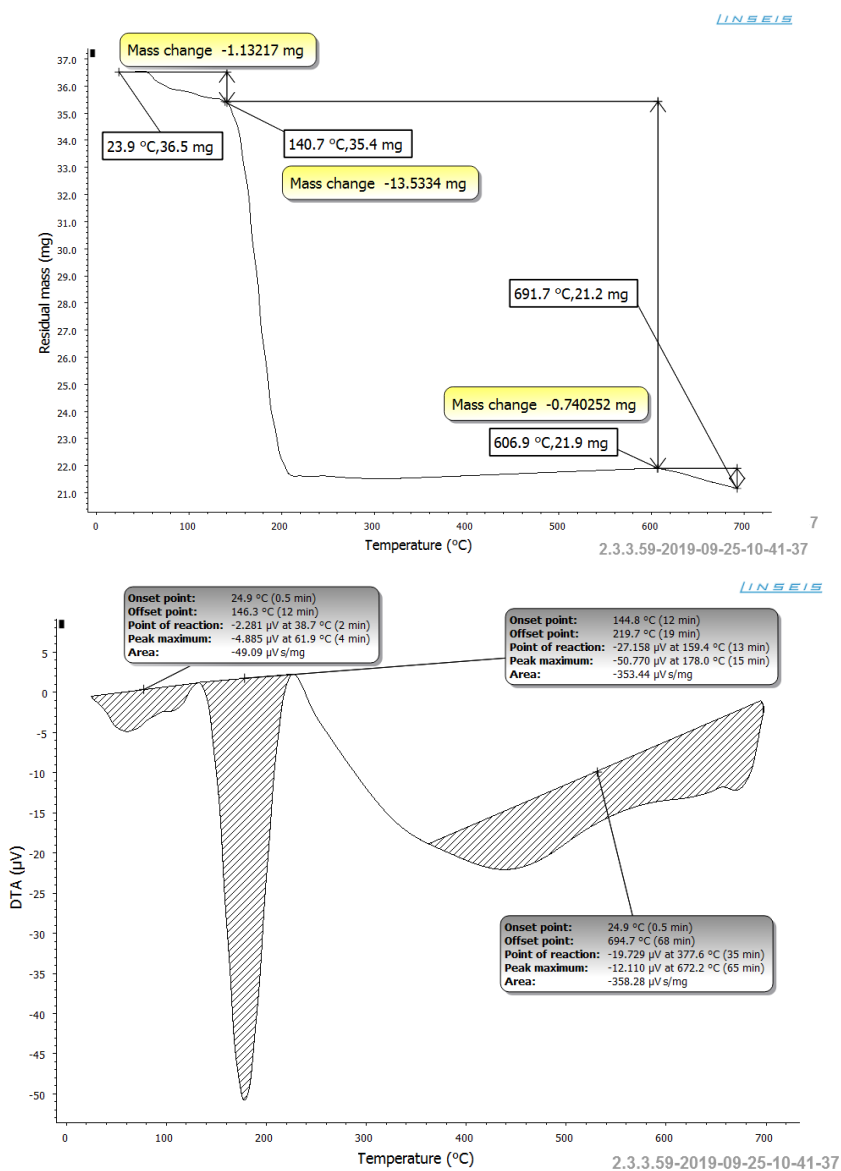 LINSEIS
Mass change -1.13217 mg
37.0
36.0
35.0
34.0
33.0
32.0
31.0
30.0
29.0
28.0
27.0
26.0
25.0
24.0
23.0
22.0
21.0
Residual mass (mg)
23.9 °C,36.5 mg
140.7 °C,35.4 mg
Mass change -13.5334 mg
691.7 °C,21.2 mg
Mass change -0.740252 mg
606.9 °C,21.9 mg
0 100 200 300 400 500 600 700
Temperature (°C)
7
2.3.3.59-2019-09-25-10-41-37
LINSEIS
Onset point: 24.9 °C (0.5 min)
Offset point: 146.3 °C (12 min)
Point of reaction: -2.281 µV at 38.7 °C (2 min)
Peak maximum: -4.885 µV at 61.9 °C (4 min)
Area: -49.09 µVs/mg
Onset point: 144.8 °C (12 min)
Offset point: 219.7 °C (19 min)
Point of reaction: -27.158 µV at 159.4 °C (13 min)
Peak maximum: -50.770 µV at 178.0 °C (15 min)
Area: -353.44 µVs/mg
5
0
-5
-10
-15
-20
-25
-30
-35
-40
-45
-50
DTA (µV)
Onset point: 24.9 °C (0.5 min)
Offset point: 694.7 °C (68 min)
Point of reaction: -19.729 µV at 377.6 °C (35 min)
Peak maximum: -12.110 µV at 672.2 °C (65 min)
Area: -358.28 µVs/mg
0 100 200 300 400 500 600 700
Temperature (°C)
2.3.3.59-2019-09-25-10-41-37